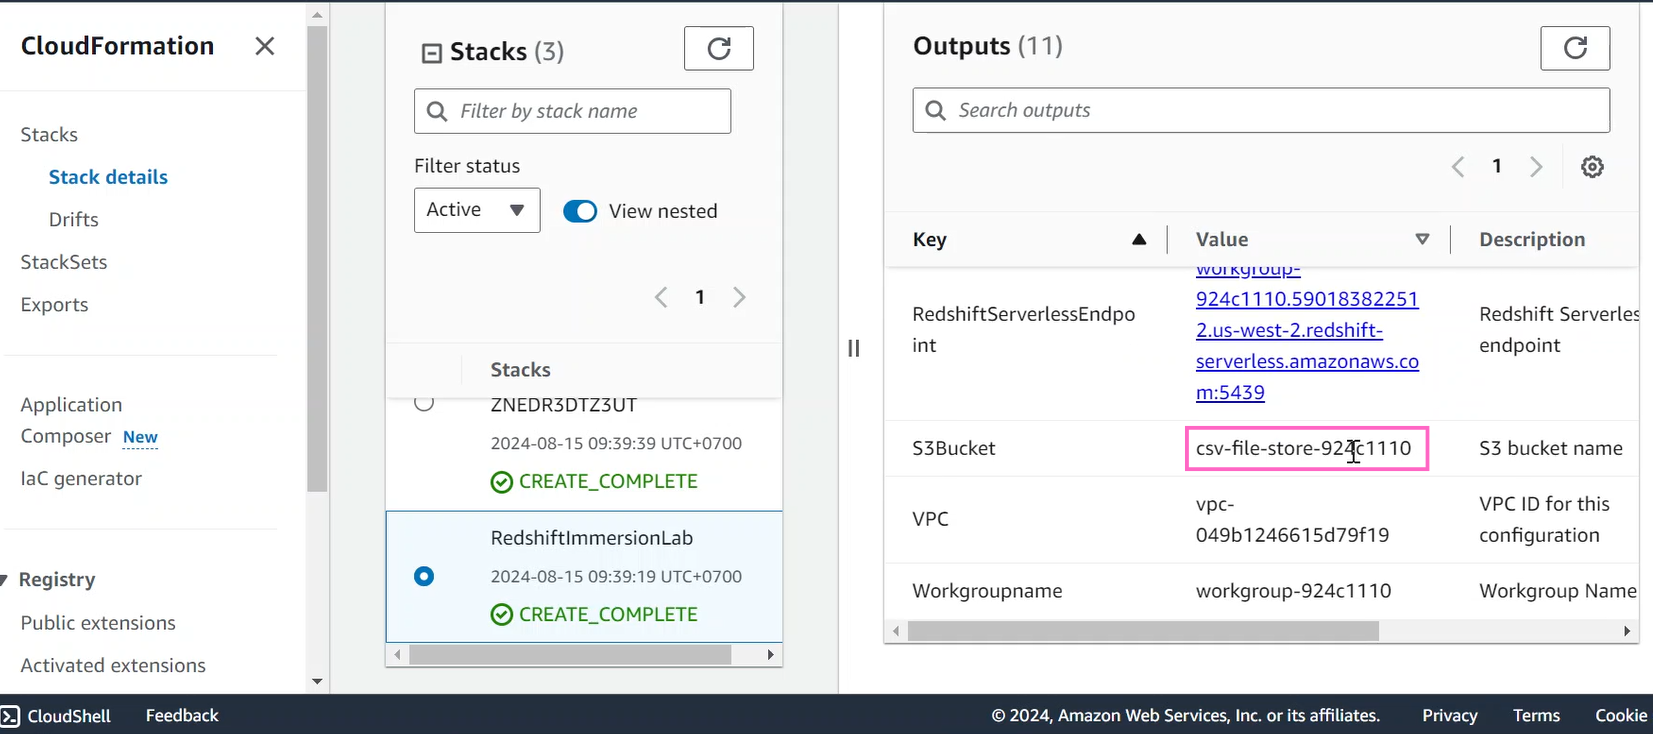 CloudFormation
Stacks
Stack details
Drifts
StackSets
Exports
Application
Composer New
IaC generator
Registry
Public extensions
Activated extensions
Stacks (3)
Filter by stack name
Filter status
Active
View nested
1
Stacks
ZNEDR3DTZ3UT
2024-08-15 09:39:39 UTC+0700
CREATE_COMPLETE
RedshiftImmersionLab
2024-08-15 09:39:19 UTC+0700
CREATE_COMPLETE
Outputs (11)
Search outputs
1
Key Value Description
RedshiftServerlessEndpo
int
workgroup-
924c1110.59018382251
2.us-west-2.redshift-
serverless.amazonaws.co
m:5439
Redshift Serverles
endpoint
S3Bucket csv-file-store-924c1110 S3 bucket name
VPC
vpc-
049b1246615d79f19
VPC ID for this
configuration
Workgroupname workgroup-924c1110 Workgroup Name
CloudShell Feedback © 2024, Amazon Web Services, Inc. or its affiliates. Privacy Terms Cookie